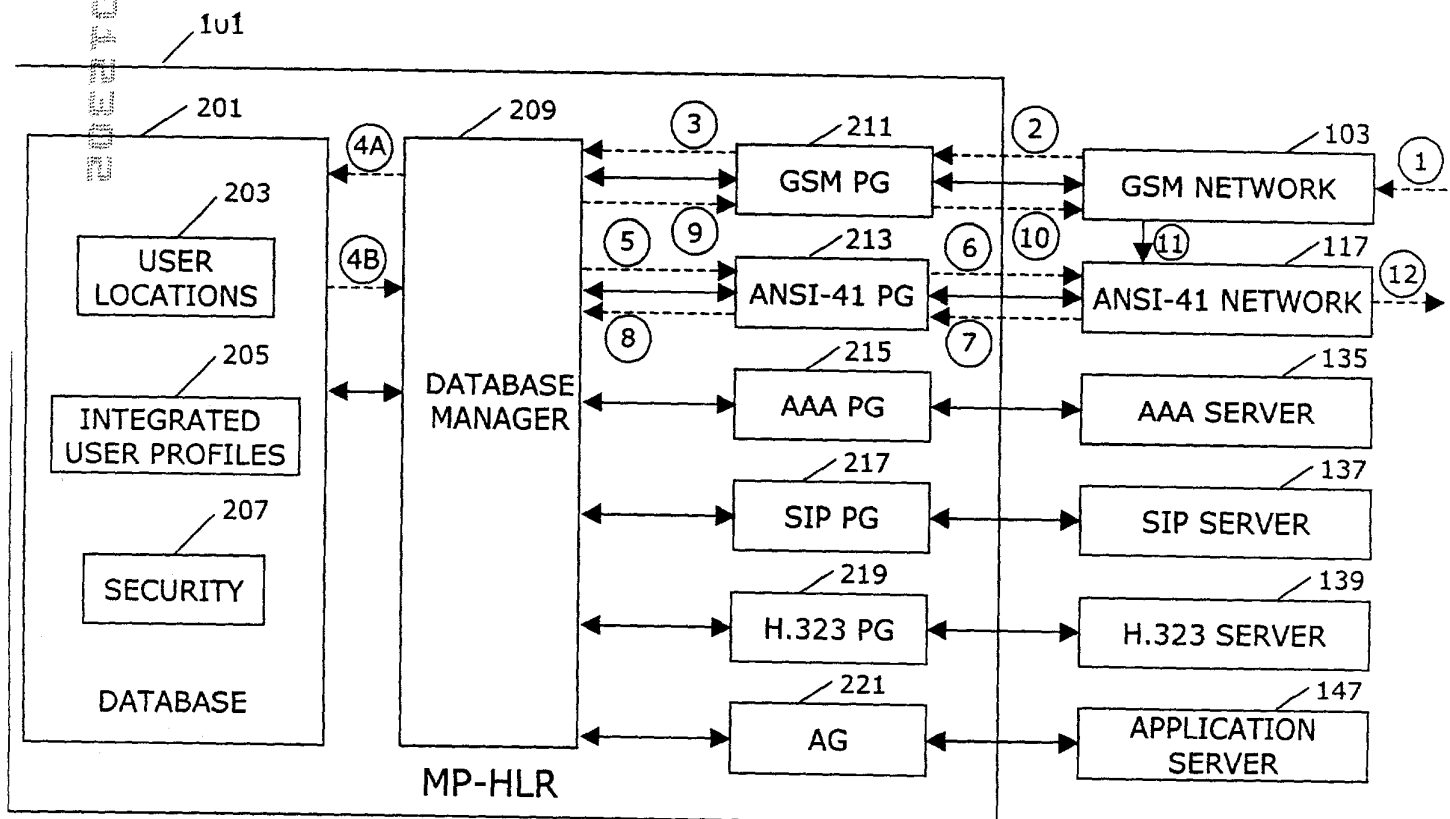 101
201
209
3
211
2
103
1
4A
GSM PG
GSM NETWORK
203
9
10
11
USER
LOCATIONS
4B
5
213
6
117
12
ANSI-41 PG
ANSI-41 NETWORK
8
7
205
215
135
INTEGRATED
USER PROFILES
DATABASE
MANAGER
AAA PG
AAA SERVER
207
217
137
SECURITY
SIP PG
SIP SERVER
219
139
H.323 PG
H.323 SERVER
DATABASE
221
147
AG
APPLICATION
SERVER
MP-HLR